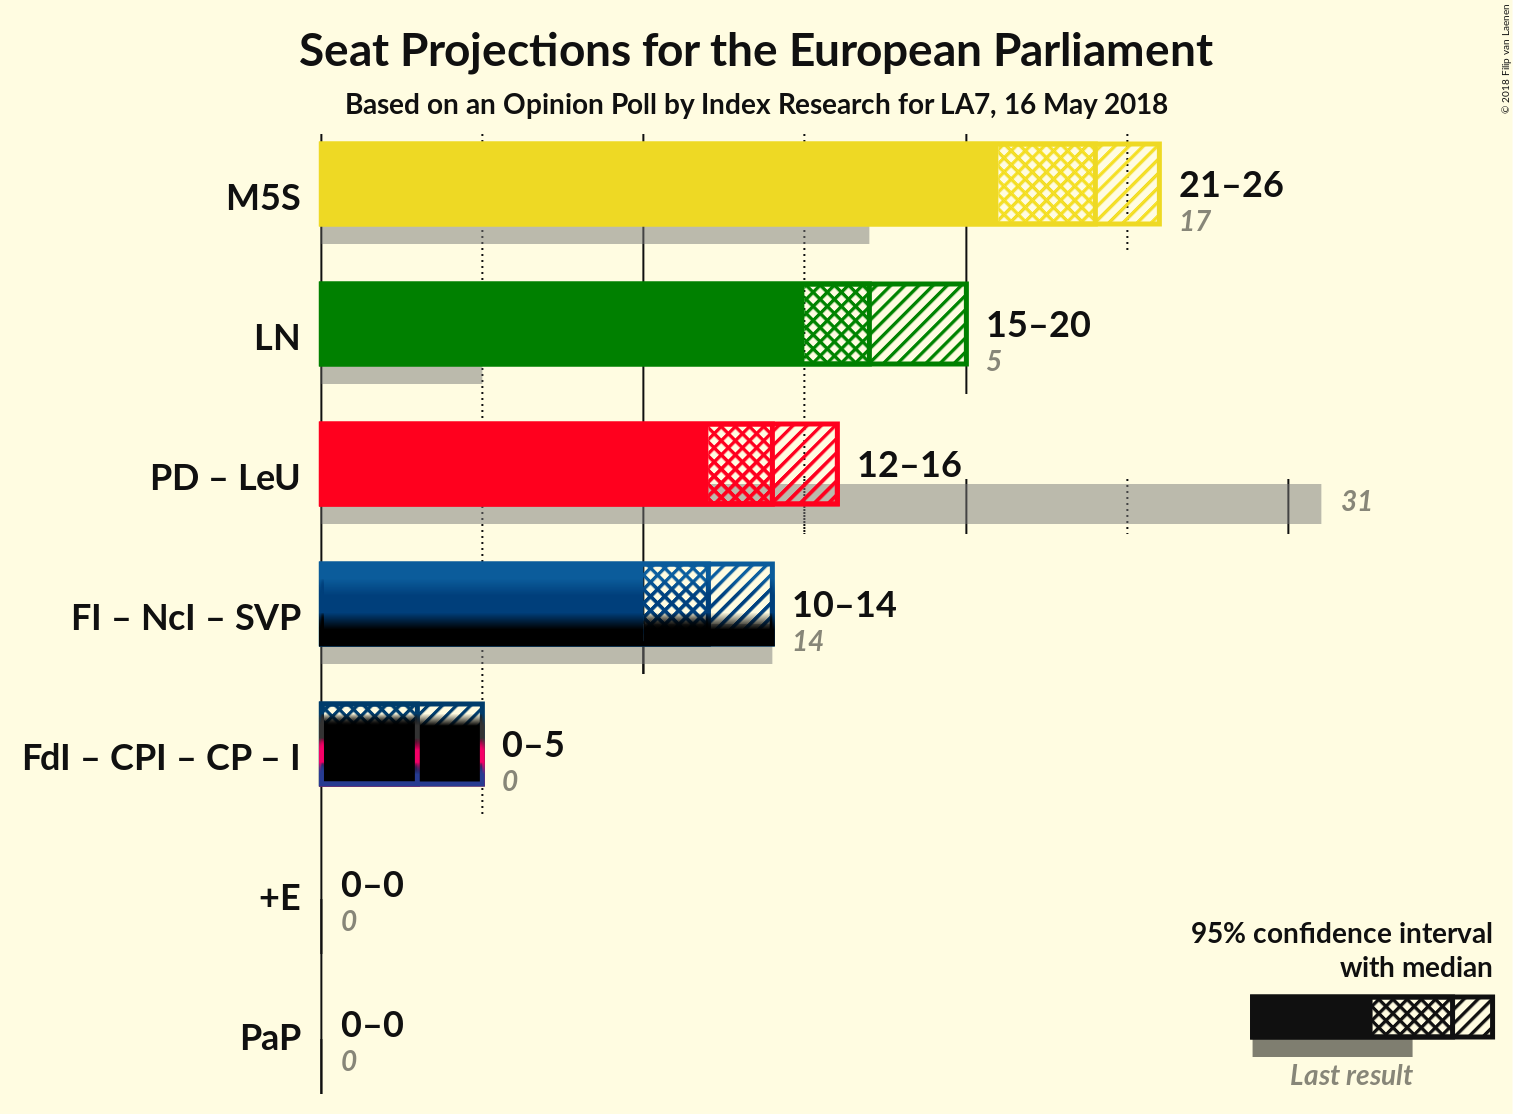 Seat Projections for the European Parliament
Based on an Opinion Poll by Index Research for LA7, 16 May 2018
© 2018 Filip van Laenen
M5S
21–26
17
LN
15–20
5
PD – LeU
12–16
31
FI – NcI – SVP
10–14
14
FdI – CPI – CP – I
0–5
0
+E
0–0
0
PaP
0–0
0
95% confidence interval
with median
Last result